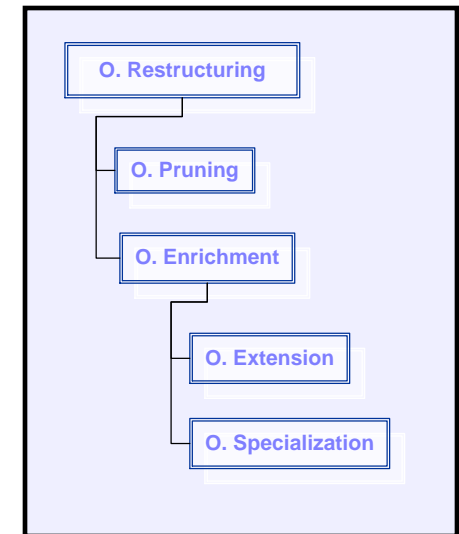 O. Restructuring
O. Pruning
O. Enrichment
O. Extension
O. Specialization